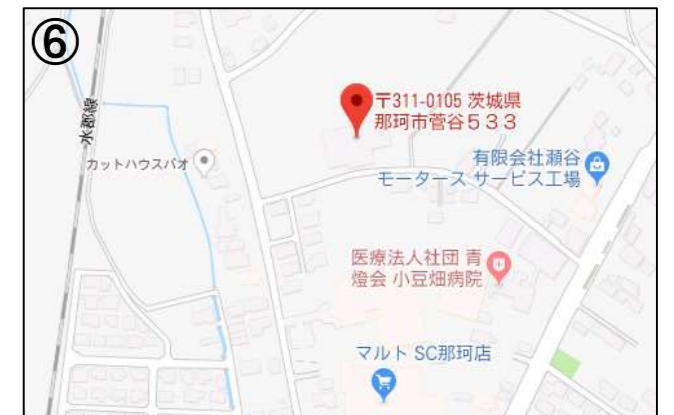 ⑥
〒311-0105 茨城県
那珂市菅谷533
水郡線
カットハウスパオ
有限会社瀬谷
モータース サービス工場
医療法人社団 青
燈会 小豆畑病院
マルト SC那珂店